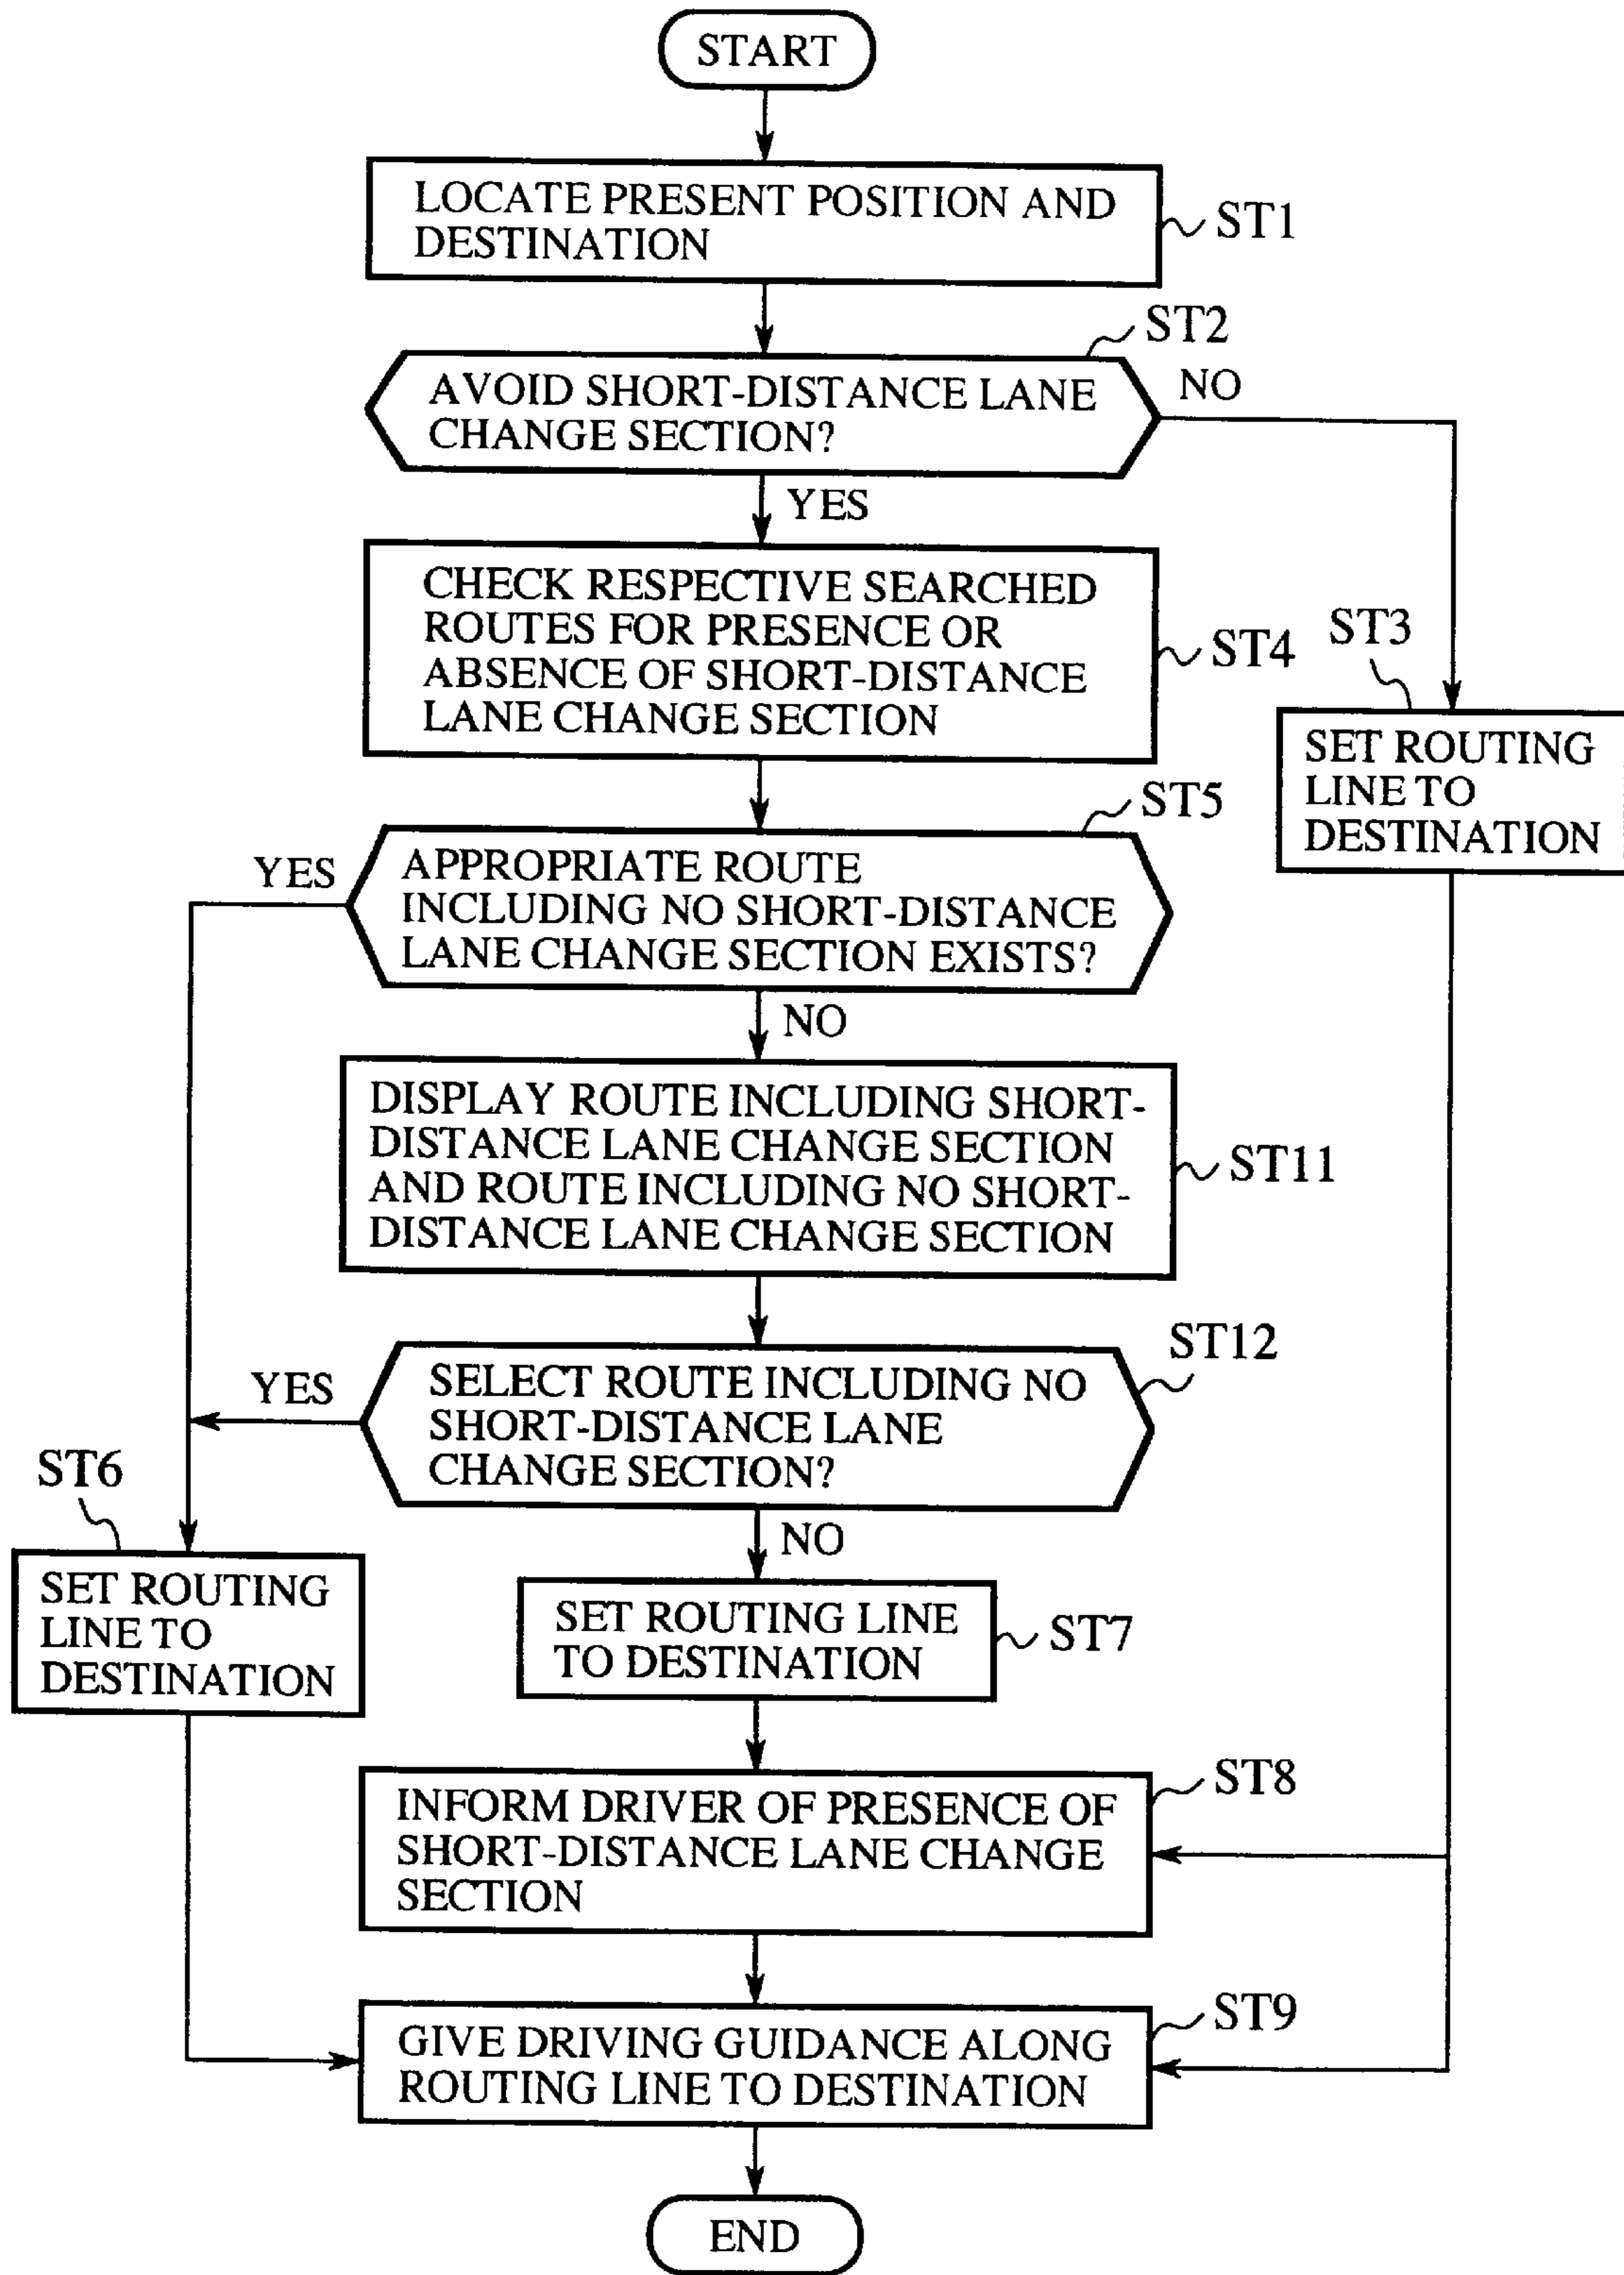 START
LOCATE PRESENT POSITION AND
DESTINATION
ST1
ST2
AVOID SHORT-DISTANCE LANE
CHANGE SECTION?
NO
YES
CHECK RESPECTIVE SEARCHED
ROUTES FOR PRESENCE OR
ABSENCE OF SHORT-DISTANCE
LANE CHANGE SECTION
ST4
ST3
SET ROUTING
LINE TO
DESTINATION
ST5
YES
APPROPRIATE ROUTE
INCLUDING NO SHORT-DISTANCE
LANE CHANGE SECTION EXISTS?
NO
DISPLAY ROUTE INCLUDING SHORT-
DISTANCE LANE CHANGE SECTION
AND ROUTE INCLUDING NO SHORT-
DISTANCE LANE CHANGE SECTION
ST11
ST12
YES
SELECT ROUTE INCLUDING NO
SHORT-DISTANCE LANE
CHANGE SECTION?
NO
ST6
SET ROUTING
LINE TO
DESTINATION
SET ROUTING LINE
TO DESTINATION
ST7
ST8
INFORM DRIVER OF PRESENCE OF
SHORT-DISTANCE LANE CHANGE
SECTION
ST9
GIVE DRIVING GUIDANCE ALONG
ROUTING LINE TO DESTINATION
END